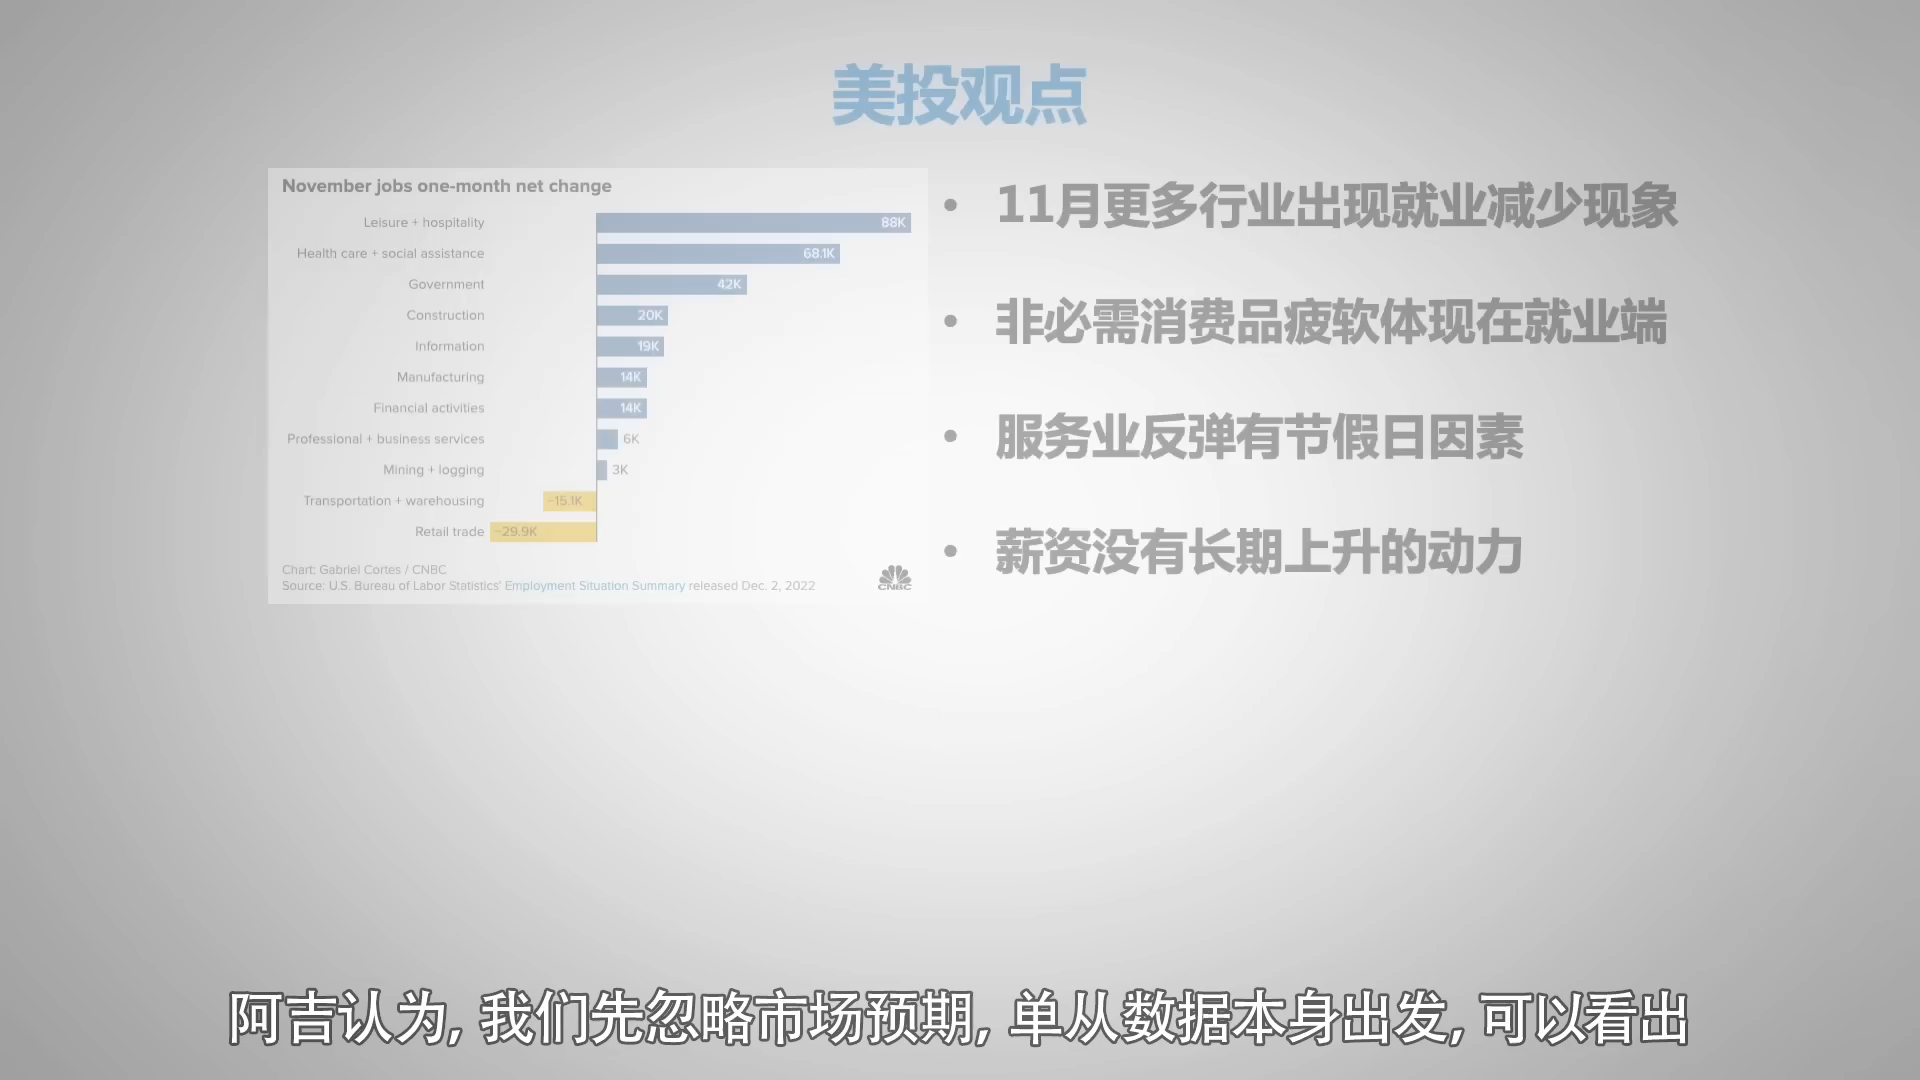 美投观点
November jobs one-month net change
Leisure + hospitality 88K
Health care + social assistance 68.1K
Government 42K
Construction 20K
Information 19K
Manufacturing 14K
Financial activities 14K
Professional + business services 6K
Mining + logging 3K
Transportation + warehousing −15.1K
Retail trade −29.9K
Chart: Gabriel Cortes / CNBC
Source: U.S. Bureau of Labor Statistics' Employment Situation Summary released Dec. 2, 2022
CNBC
• 11月更多行业出现就业减少现象
• 非必需消费品疲软体现在就业端
• 服务业反弹有节假日因素
• 薪资没有长期上升的动力
阿吉认为, 我们先忽略市场预期, 单从数据本身出发, 可以看出